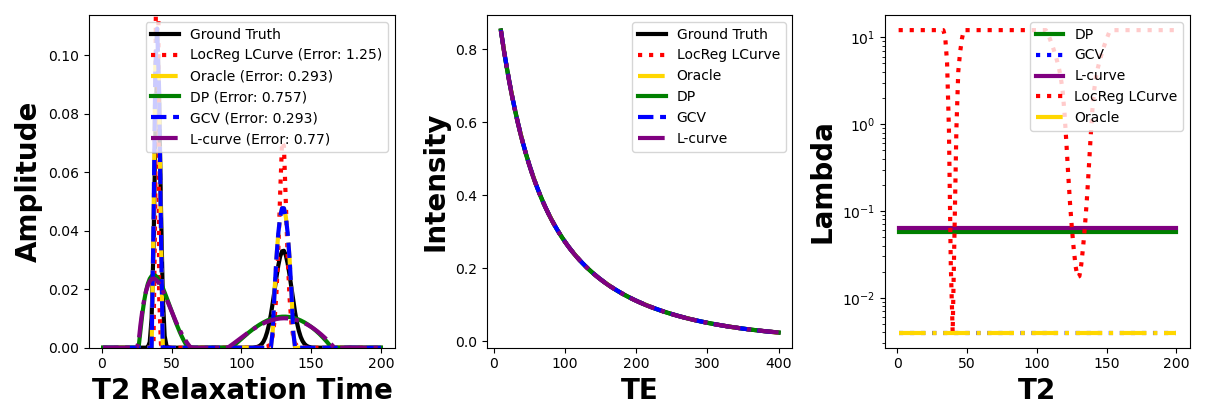 Amplitude
0.10
0.08
0.06
0.04
0.02
0.00
0
50
100
150
200
T2 Relaxation Time
Ground Truth
LocReg LCurve (Error: 1.25)
Oracle (Error: 0.293)
DP (Error: 0.757)
GCV (Error: 0.293)
L-curve (Error: 0.77)
Intensity
0.8
0.6
0.4
0.2
0.0
0
100
200
300
400
TE
Ground Truth
LocReg LCurve
Oracle
DP
GCV
L-curve
Lambda
10¹
10⁰
10⁻¹
10⁻²
0
50
100
150
200
T2
DP
GCV
L-curve
LocReg LCurve
Oracle